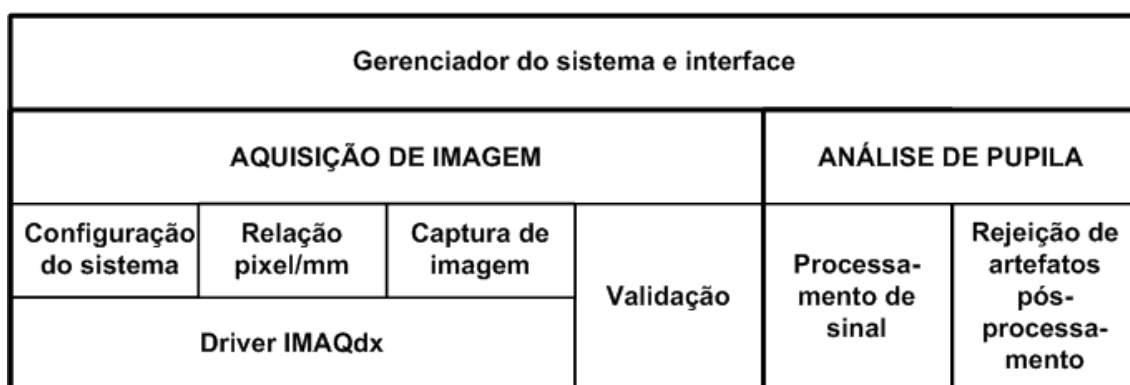 Gerenciador do sistema e interface
AQUISIÇÃO DE IMAGEM
ANÁLISE DE PUPILA
Configuração
do sistema
Relação
pixel/mm
Captura de
imagem
Driver IMAQdx
Validação
Processa-
mento de
sinal
Rejeição de
artefatos
pós-
processa-
mento